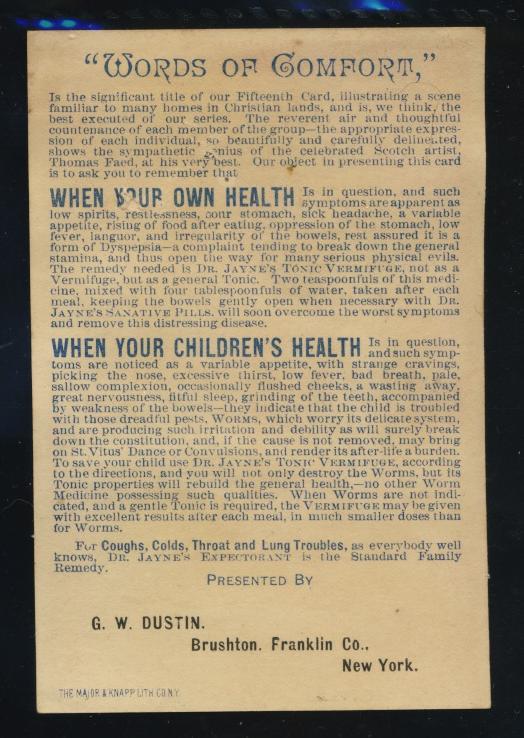 “WORDS OF COMFORT,”
Is the significant title of our Fifteenth Card, illustrating a scene
familiar to many homes in Christian lands, and is, we think, the
best executed of our series. The reverent air and thoughtful
countenance of each member of the group—the appropriate expres-
sion of each individual, so beautifully and carefully delineated,
shows the sympathetic genius of the celebrated Scotch artist,
Thomas Faed, at his very best. Our object in presenting this card
is to ask you to remember that
WHEN YOUR OWN HEALTH Is in question, and such
symptoms are apparent as
low spirits, restlessness, sour stomach, sick headache, a variable
appetite, rising of food after eating, oppression of the stomach, low
fever, languor, and irregularity of the bowels, rest assured it is a
form of Dyspepsia—a complaint tending to break down the general
stamina, and thus open the way for many serious physical evils.
The remedy needed is DR. JAYNE'S TONIC VERMIFUGE, not as a
Vermifuge, but as a general Tonic. Two teaspoonfuls of this medi-
cine, mixed with four tablespoonfuls of water, taken after each
meal, keeping the bowels gently open when necessary with DR.
JAYNE'S SANATIVE PILLS, will soon overcome the worst symptoms
and remove this distressing disease.
WHEN YOUR CHILDREN'S HEALTH Is in question,
and such symp-
toms are noticed as a variable appetite, with strange cravings,
picking the nose, excessive thirst, low fever, bad breath, pale,
sallow complexion, occasionally flushed cheeks, a wasting away,
great nervousness, fitful sleep, grinding of the teeth, accompanied
by weakness of the bowels—they indicate that the child is troubled
with those dreadful pests, WORMS, which worry its delicate system,
and are producing such irritation and debility as will surely break
down the constitution, and, if the cause is not removed, may bring
on St. Vitus' Dance or Convulsions, and render its after-life a burden.
To save your child use DR. JAYNE'S TONIC VERMIFUGE, according
to the directions, and you will not only destroy the Worms, but its
Tonic properties will rebuild the general health,—no other Worm
Medicine possessing such qualities. When Worms are not indi-
cated, and a gentle Tonic is required, the VERMIFUGE may be given
with excellent results after each meal, in much smaller doses than
for Worms.
For Coughs, Colds, Throat and Lung Troubles, as everybody well
knows, DR. JAYNE'S EXPECTORANT is the Standard Family
Remedy.
PRESENTED BY
G. W. DUSTIN.
Brushton. Franklin Co.,
New York.
THE MAJOR & KNAPP LITH CO. N.Y.